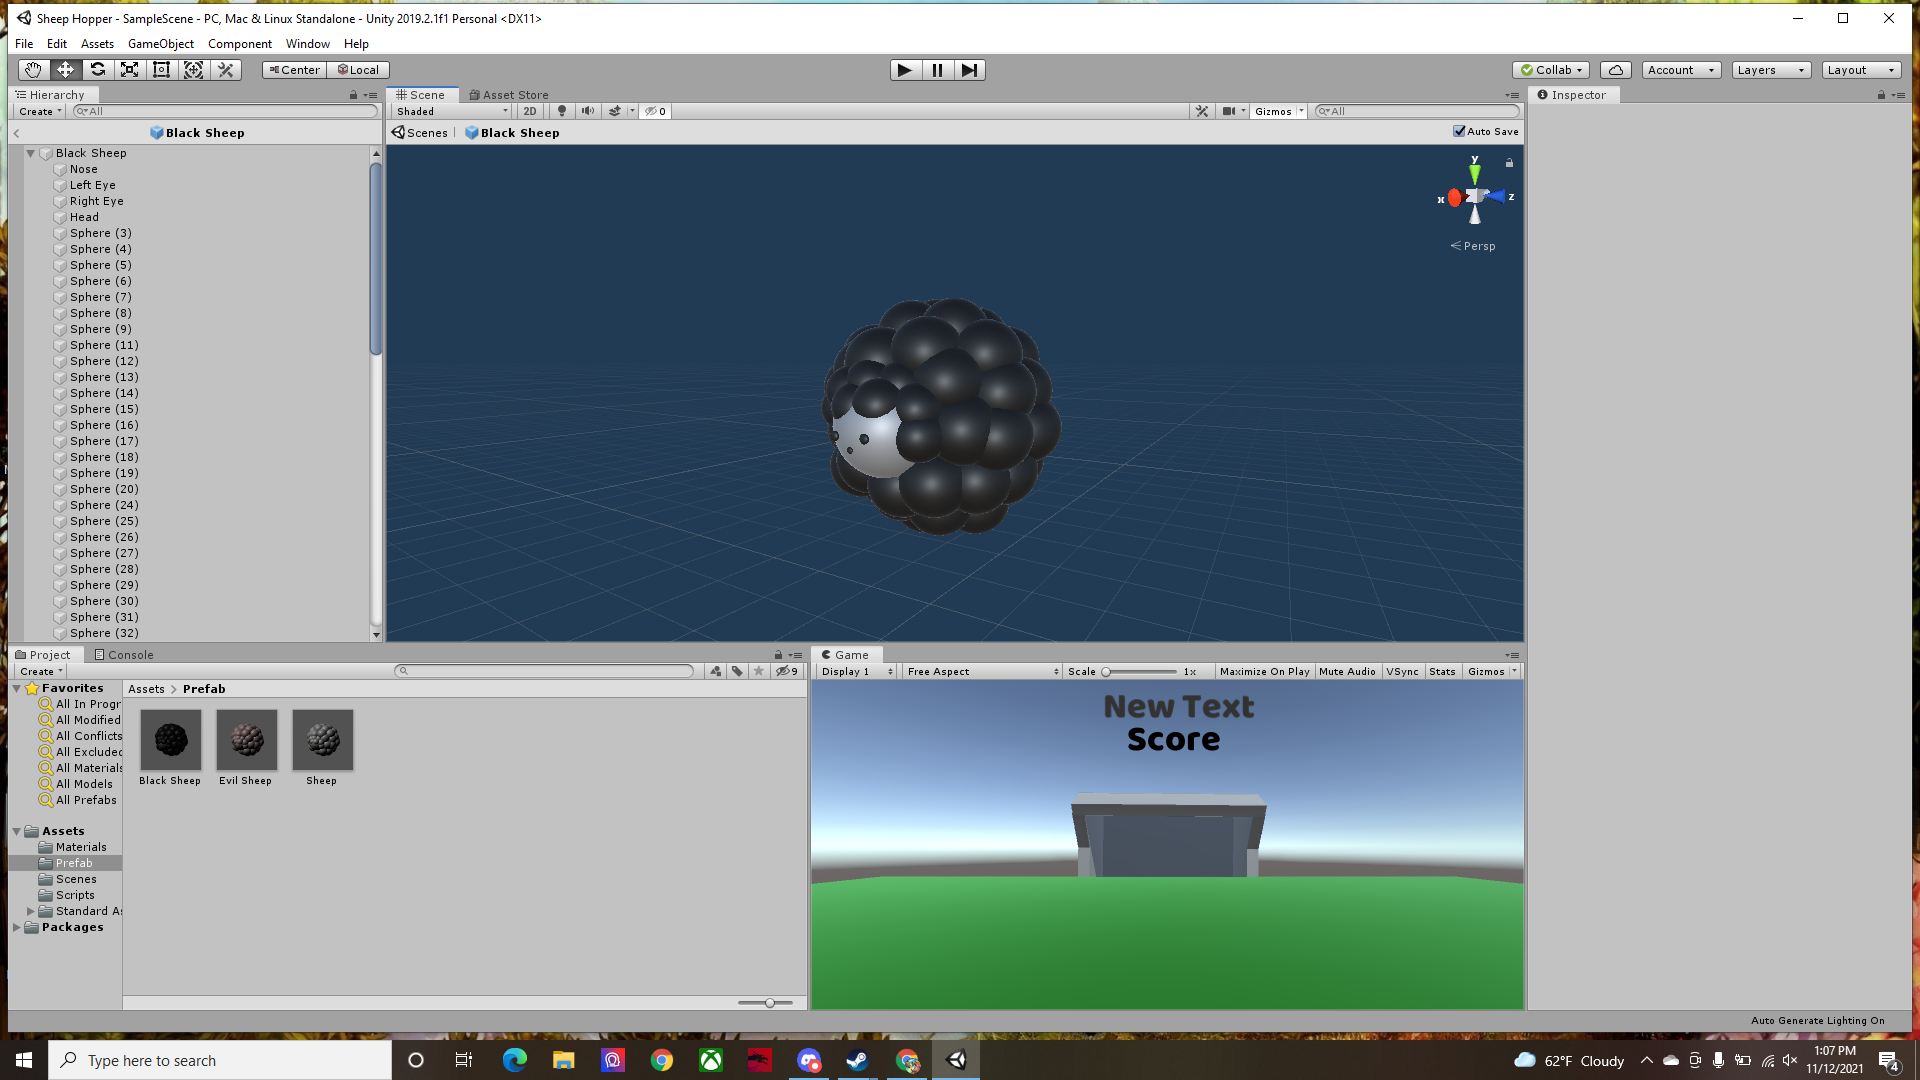 Sheep Hopper - SampleScene - PC, Mac & Linux Standalone - Unity 2019.2.1f1 Personal <DX11>
File Edit Assets GameObject Component Window Help
Center Local Collab Account Layers Layout
Hierarchy Scene Asset Store Inspector
Create All Shaded 2D 0 Gizmos All
Black Sheep Scenes Black Sheep Auto Save
Black Sheep
Nose
Left Eye
Right Eye
Head
Sphere (3)
Sphere (4)
Sphere (5)
Sphere (6)
Sphere (7)
Sphere (8)
Sphere (9)
Sphere (11)
Sphere (12)
Sphere (13)
Sphere (14)
Sphere (15)
Sphere (16)
Sphere (17)
Sphere (18)
Sphere (19)
Sphere (20)
Sphere (24)
Sphere (25)
Sphere (26)
Sphere (27)
Sphere (28)
Sphere (29)
Sphere (30)
Sphere (31)
Sphere (32)
y
x z
Persp
Project Console
Create 9
Favorites
All In Progr
All Modified
All Conflicts
All Excluded
All Materials
All Models
All Prefabs
Assets
Materials
Prefab
Scenes
Scripts
Standard As
Packages
Assets > Prefab
Black Sheep Evil Sheep Sheep
Game
Display 1 Free Aspect Scale 1x Maximize On Play Mute Audio VSync Stats Gizmos
New Text
Score
Auto Generate Lighting On
Type here to search
62°F Cloudy
1:07 PM
11/12/2021
4